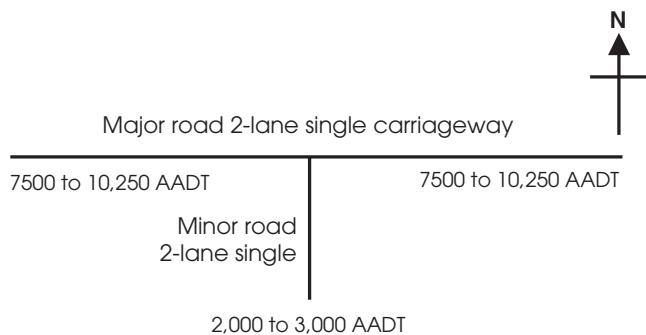 N
Major road 2-lane single carriageway
7500 to 10,250 AADT
7500 to 10,250 AADT
Minor road
2-lane single
2,000 to 3,000 AADT